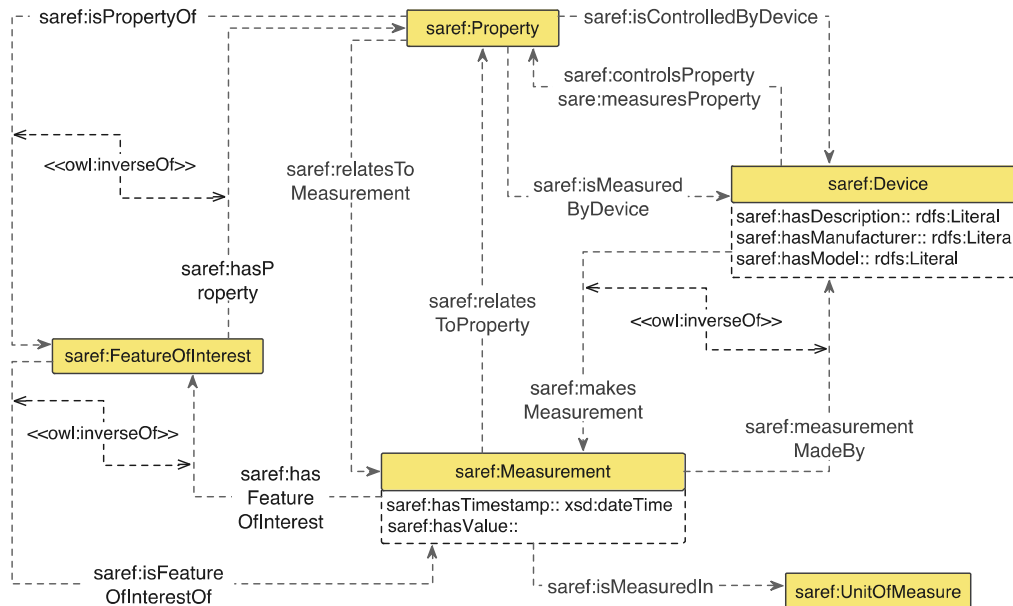 saref:isPropertyOf
saref:Property
saref:isControlledByDevice
saref:controlsProperty
sare:measuresProperty
<<owl:inverseOf>>
saref:relatesTo
Measurement
saref:isMeasured
ByDevice
saref:Device
saref:hasDescription:: rdfs:Literal
saref:hasManufacturer:: rdfs:Litera
saref:hasModel:: rdfs:Literal
saref:hasP
roperty
saref:relates
ToProperty
<<owl:inverseOf>>
saref:FeatureOfInterest
saref:makes
Measurement
saref:measurement
MadeBy
<<owl:inverseOf>>
saref:has
Feature
OfInterest
saref:Measurement
saref:hasTimestamp:: xsd:dateTime
saref:hasValue::
saref:isFeature
OfInterestOf
saref:isMeasuredIn
saref:UnitOfMeasure